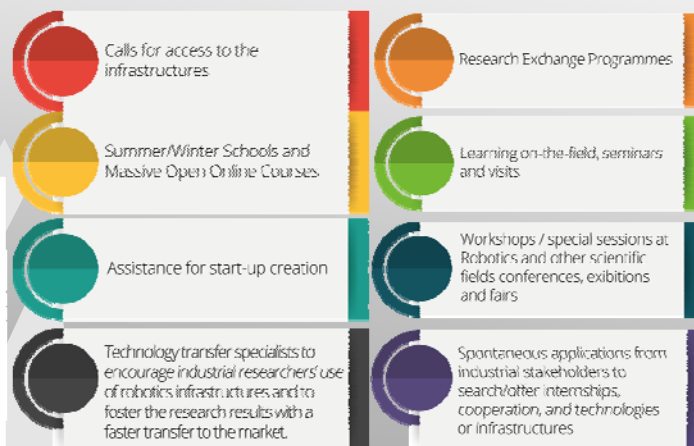 Calls for access to the
infrastructures
Research Exchange Programmes
Summer/Winter Schools and
Massive Open Online Courses
Learning on-the-field, seminars
and visits
Assistance for start-up creation
Workshops / special sessions at
Robotics and other scientific
fields conferences, exibitions
and fairs
Technology transfer specialists to
encourage industrial researchers' use
of robotics infrastructures and to
foster the research results with a
faster transfer to the market.
Spontaneous applications from
industrial stakeholders to
search/offer internships,
cooperation, and technologies
or infrastructures